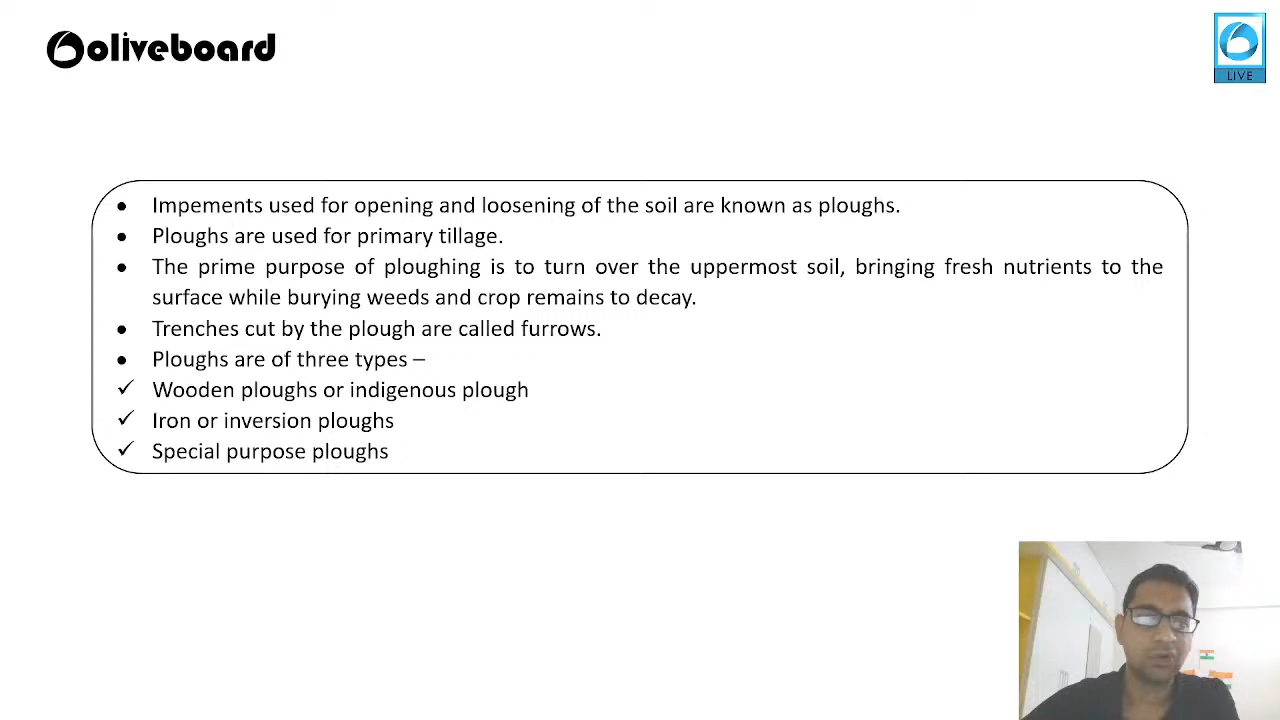 oliveboard
LIVE
● Impements used for opening and loosening of the soil are known as ploughs.
● Ploughs are used for primary tillage.
● The prime purpose of ploughing is to turn over the uppermost soil, bringing fresh nutrients to the
surface while burying weeds and crop remains to decay.
● Trenches cut by the plough are called furrows.
● Ploughs are of three types –
✓ Wooden ploughs or indigenous plough
✓ Iron or inversion ploughs
✓ Special purpose ploughs